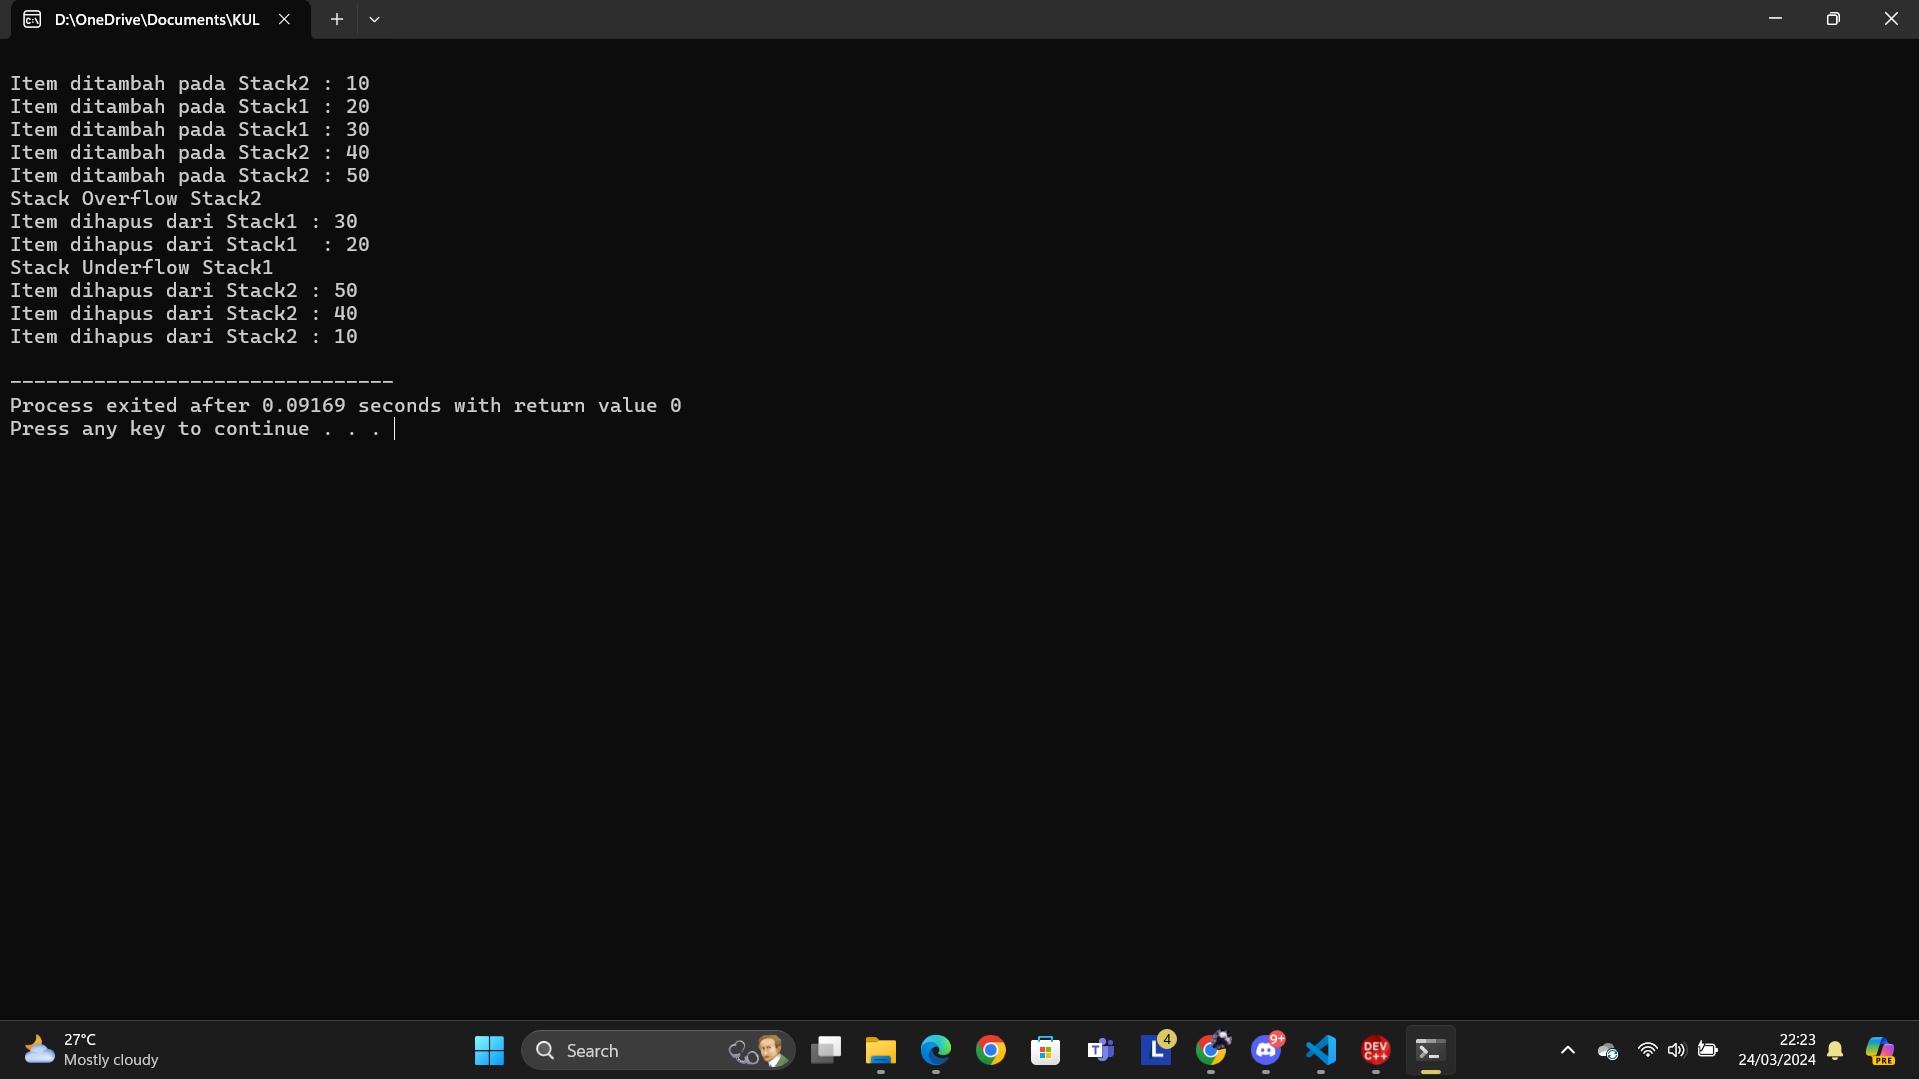 D:\OneDrive\Documents\KUL
Item ditambah pada Stack2 : 10
Item ditambah pada Stack1 : 20
Item ditambah pada Stack1 : 30
Item ditambah pada Stack2 : 40
Item ditambah pada Stack2 : 50
Stack Overflow Stack2
Item dihapus dari Stack1 : 30
Item dihapus dari Stack1  : 20
Stack Underflow Stack1
Item dihapus dari Stack2 : 50
Item dihapus dari Stack2 : 40
Item dihapus dari Stack2 : 10
--------------------------------
Process exited after 0.09169 seconds with return value 0
Press any key to continue . . .
27°C
Mostly cloudy
Search
T
L
4
9+
DEV
C++
22:23
24/03/2024
PRE